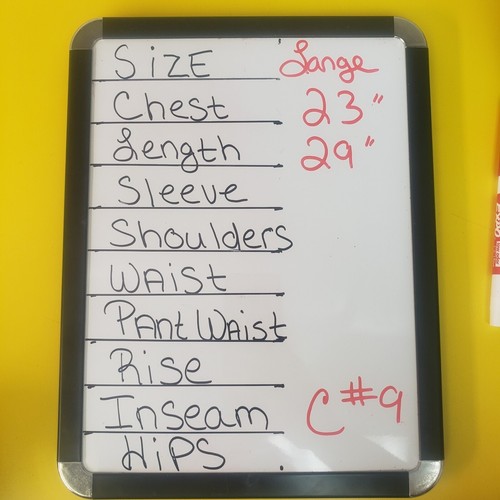 SiZE Large
Chest 23"
Length 29"
Sleeve
Shoulders
WAist
PAnt WAist
Rise
Inseam C#9
HiPS